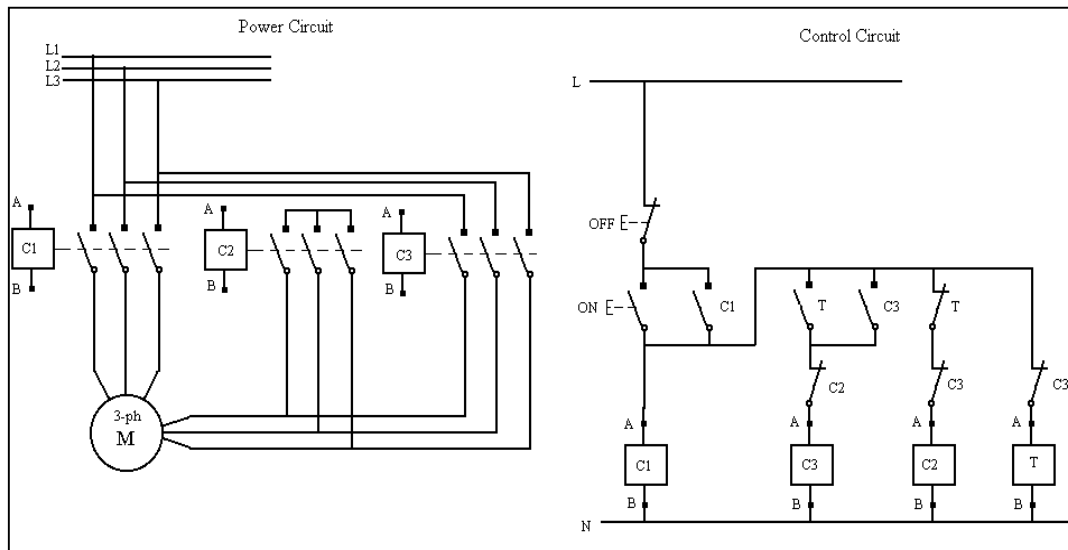 Power Circuit
Control Circuit
L1
L2
L3
L
A
A
A
C1
C2
C3
B
B
B
OFF
ON
C1
T
C3
T
C2
C3
C3
3-ph
M
A
A
A
A
C1
C3
C2
T
B
B
B
B
N